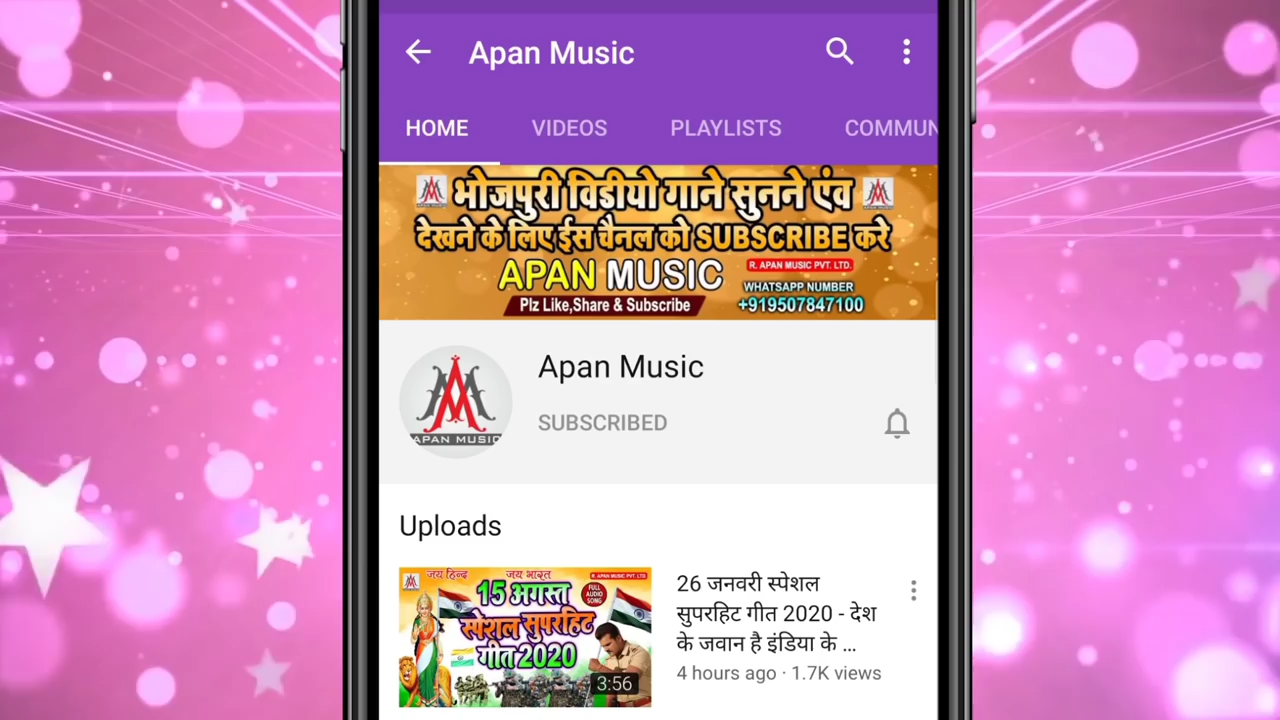 Apan Music
HOME VIDEOS PLAYLISTS COMMUN
भोजपुरी विडीयो गाने सुनने एंव
देखने के लिए ईस चैनल को SUBSCRIBE करे
APAN MUSIC
R. APAN MUSIC PVT. LTD.
Plz Like,Share & Subscribe
WHATSAPP NUMBER
+919507847100
Apan Music
SUBSCRIBED
APAN MUSIC
Uploads
जय हिन्द जय भारत
R. APAN MUSIC PVT. LTD
15 अगस्त
FULL AUDIO SONG
स्पेशल सुपरहिट
गीत 2020
3:56
26 जनवरी स्पेशल
सुपरहिट गीत 2020 - देश
के जवान है इंडिया के ...
4 hours ago · 1.7K views